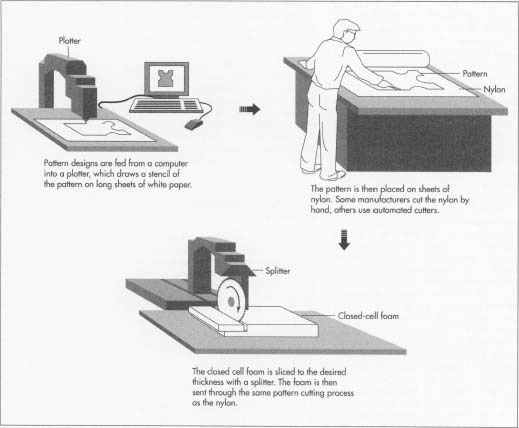 Plotter
Pattern designs are fed from a computer
into a plotter, which draws a stencil of
the pattern on long sheets of white paper.
Pattern
Nylon
The pattern is then placed on sheets of
nylon. Some manufacturers cut the nylon by
hand, others use automated cutters.
Splitter
Closed-cell foam
The closed cell foam is sliced to the desired
thickness with a splitter. The foam is then
sent through the same pattern cutting process
as the nylon.